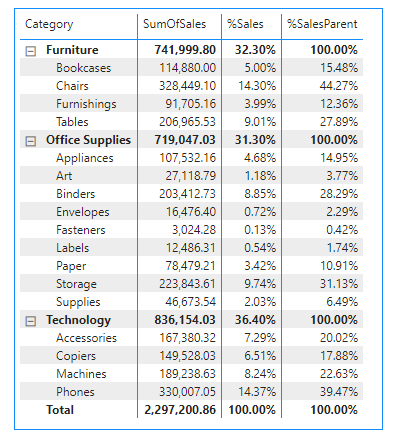 Category SumOfSales %Sales %SalesParent
Furniture 741,999.80 32.30% 100.00%
Bookcases 114,880.00 5.00% 15.48%
Chairs 328,449.10 14.30% 44.27%
Furnishings 91,705.16 3.99% 12.36%
Tables 206,965.53 9.01% 27.89%
Office Supplies 719,047.03 31.30% 100.00%
Appliances 107,532.16 4.68% 14.95%
Art 27,118.79 1.18% 3.77%
Binders 203,412.73 8.85% 28.29%
Envelopes 16,476.40 0.72% 2.29%
Fasteners 3,024.28 0.13% 0.42%
Labels 12,486.31 0.54% 1.74%
Paper 78,479.21 3.42% 10.91%
Storage 223,843.61 9.74% 31.13%
Supplies 46,673.54 2.03% 6.49%
Technology 836,154.03 36.40% 100.00%
Accessories 167,380.32 7.29% 20.02%
Copiers 149,528.03 6.51% 17.88%
Machines 189,238.63 8.24% 22.63%
Phones 330,007.05 14.37% 39.47%
Total 2,297,200.86 100.00% 100.00%